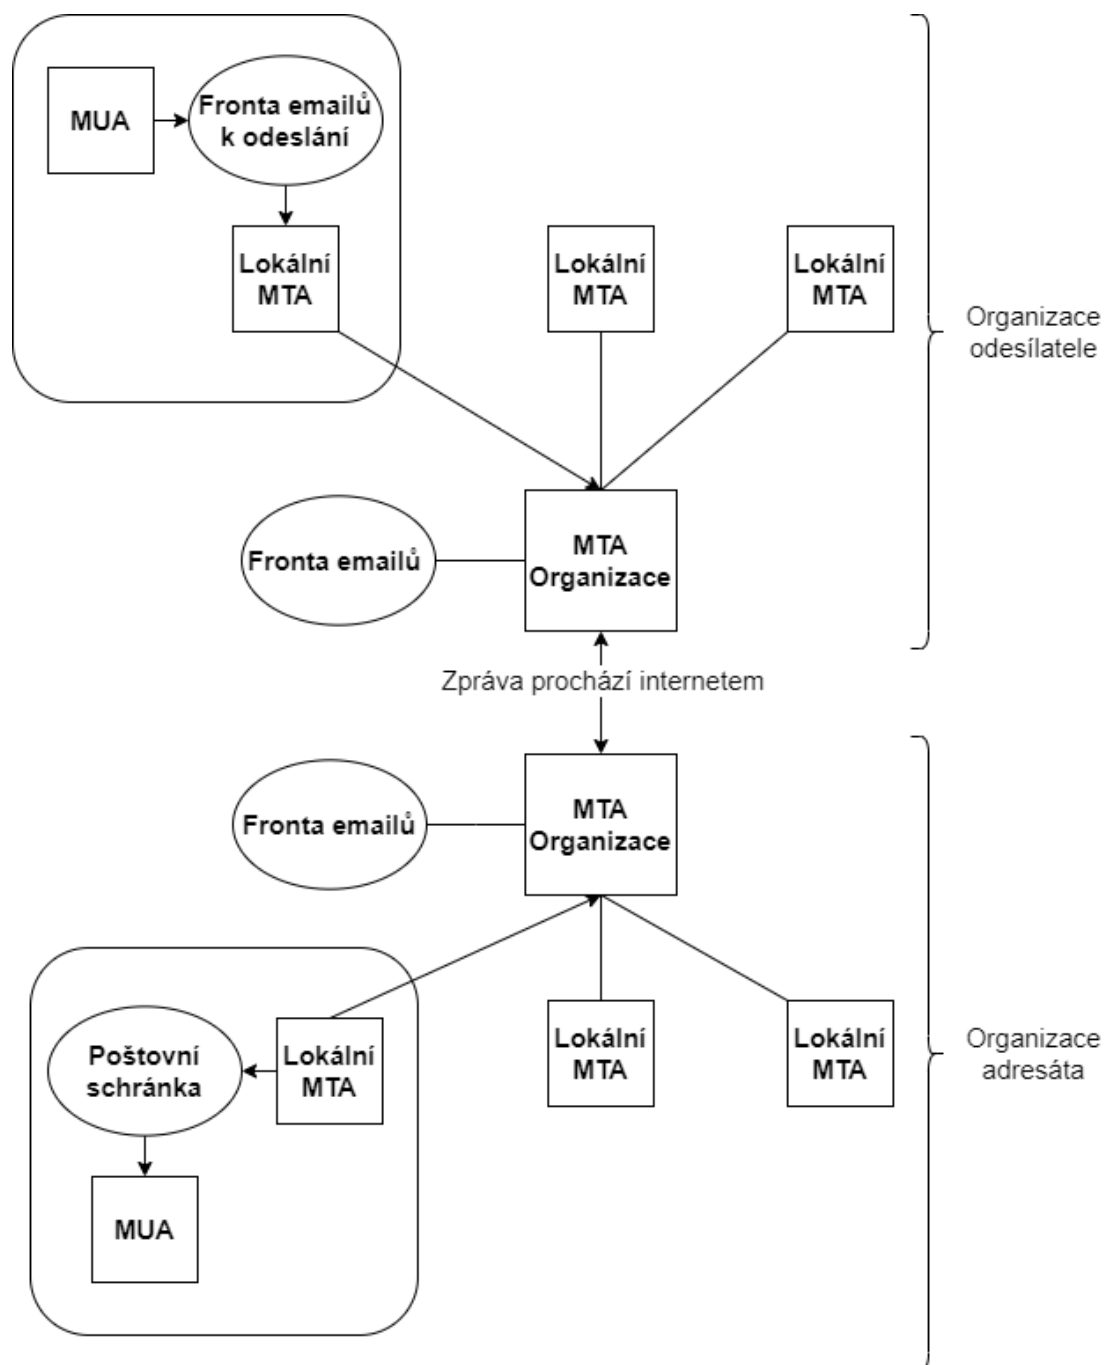 MUA
Fronta emailů
k odeslání
Lokální
MTA
Lokální
MTA
Lokální
MTA
Organizace
odesílatele
Fronta emailů
MTA
Organizace
Zpráva prochází internetem
Fronta emailů
MTA
Organizace
Poštovní
schránka
Lokální
MTA
Lokální
MTA
Lokální
MTA
Organizace
adresáta
MUA